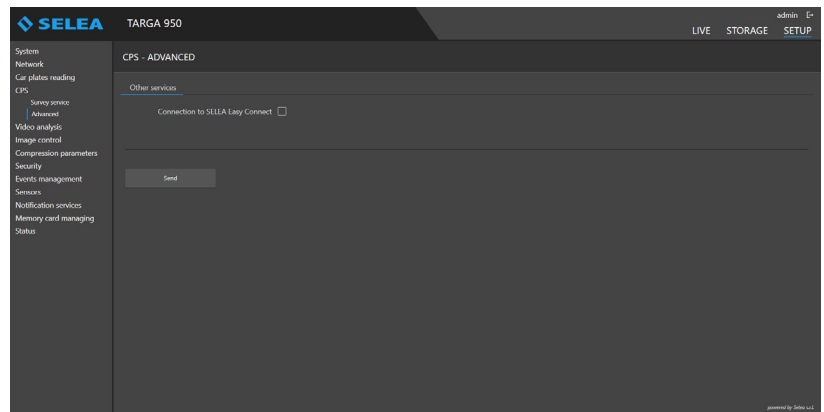 SELEA
TARGA 950
admin
LIVE STORAGE SETUP
System
Network
Car plates reading
CPS
Survey service
Advanced
Video analysis
Image control
Compression parameters
Security
Events management
Sensors
Notification services
Memory card managing
Status
CPS - ADVANCED
Other services
Connection to SELEA Easy Connect
Send
powered by Selea s.r.l.